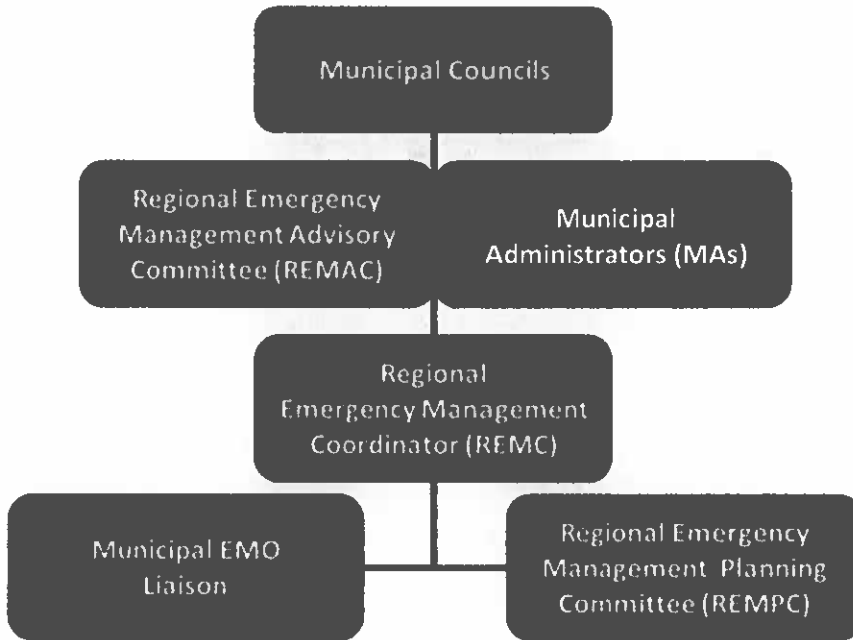 Municipal Councils
Regional Emergency
Management Advisory
Committee (REMAC)
Municipal
Administrators (MAs)
Regional
Emergency Management
Coordinator (REMC)
Municipal EMO
Liaison
Regional Emergency
Management Planning
Committee (REMPC)